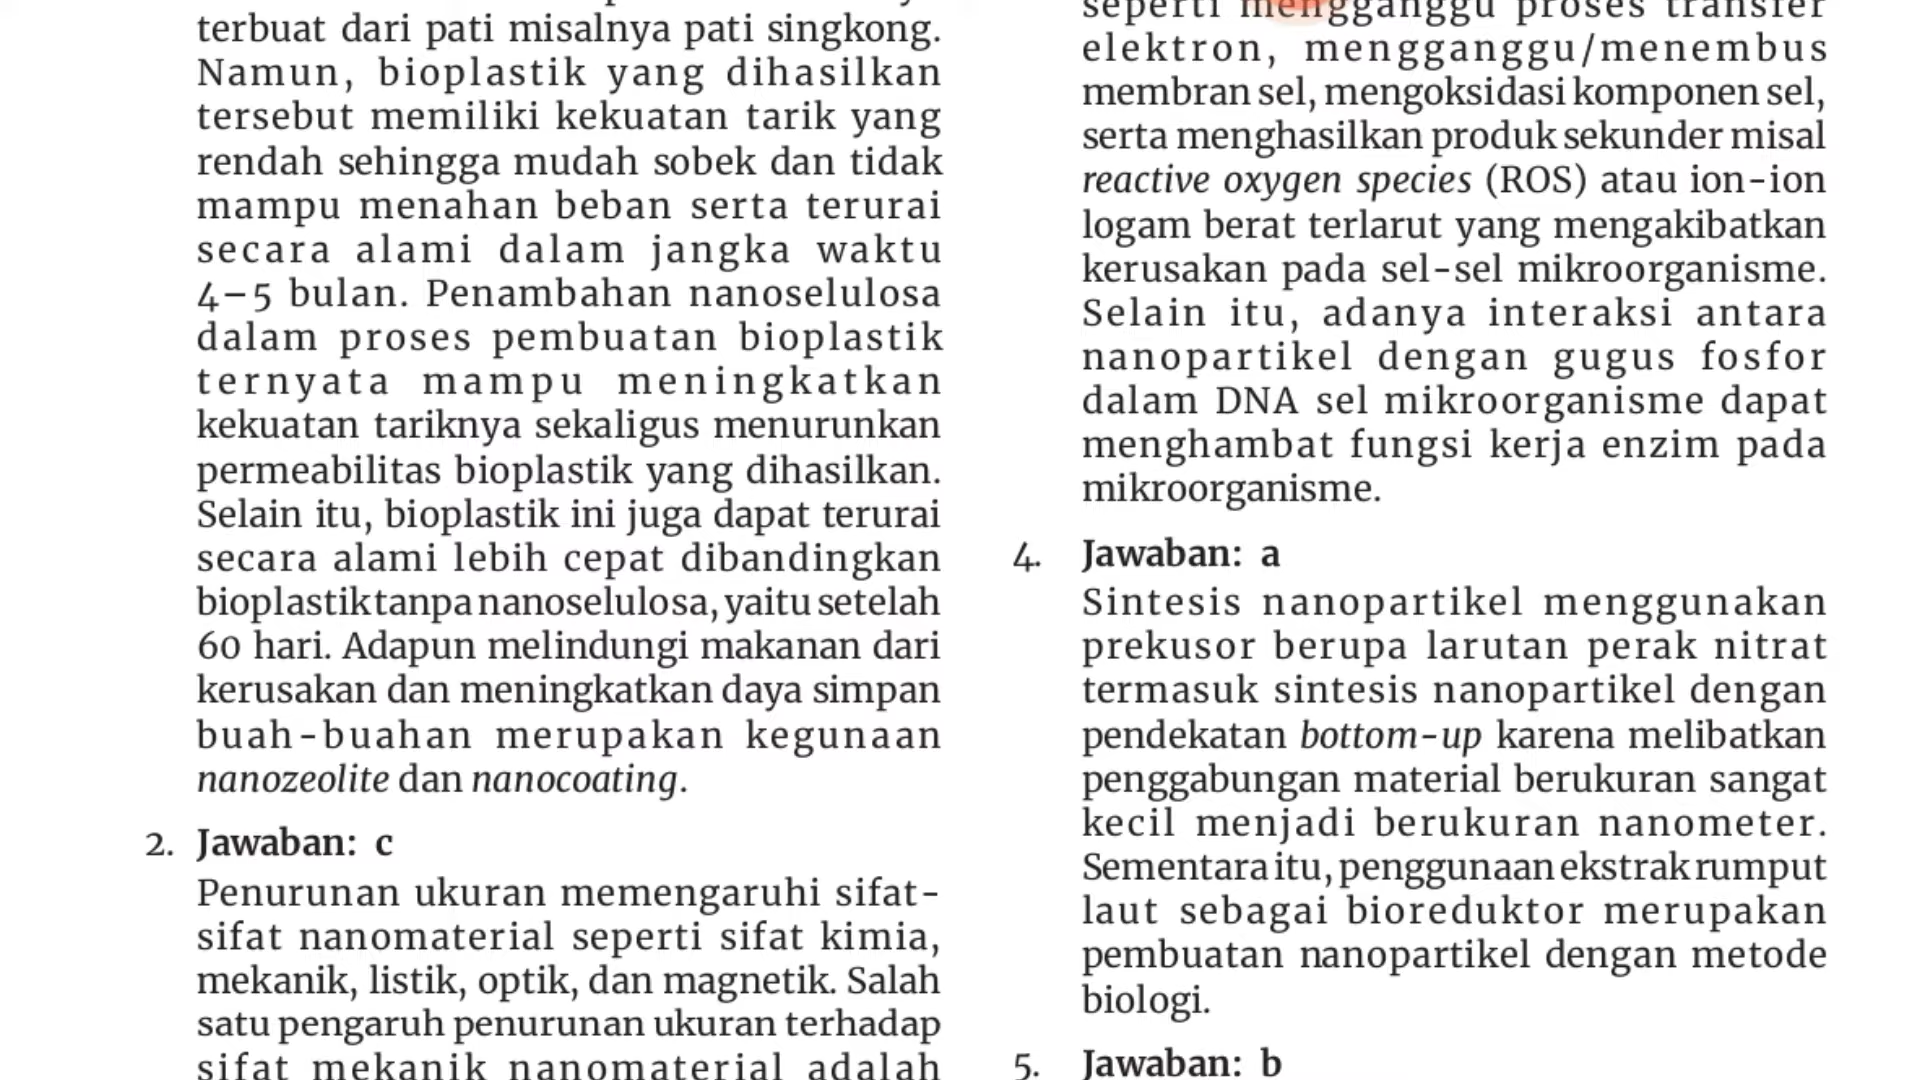 terbuat dari pati misalnya pati singkong.
Namun, bioplastik yang dihasilkan
tersebut memiliki kekuatan tarik yang
rendah sehingga mudah sobek dan tidak
mampu menahan beban serta terurai
secara alami dalam jangka waktu
4–5 bulan. Penambahan nanoselulosa
dalam proses pembuatan bioplastik
ternyata mampu meningkatkan
kekuatan tariknya sekaligus menurunkan
permeabilitas bioplastik yang dihasilkan.
Selain itu, bioplastik ini juga dapat terurai
secara alami lebih cepat dibandingkan
bioplastik tanpa nanoselulosa, yaitu setelah
60 hari. Adapun melindungi makanan dari
kerusakan dan meningkatkan daya simpan
buah-buahan merupakan kegunaan
nanozeolite dan nanocoating.
2. Jawaban: c
Penurunan ukuran memengaruhi sifat-
sifat nanomaterial seperti sifat kimia,
mekanik, listik, optik, dan magnetik. Salah
satu pengaruh penurunan ukuran terhadap
sifat mekanik nanomaterial adalah
seperti mengganggu proses transfer
elektron, mengganggu/menembus
membran sel, mengoksidasi komponen sel,
serta menghasilkan produk sekunder misal
reactive oxygen species (ROS) atau ion-ion
logam berat terlarut yang mengakibatkan
kerusakan pada sel-sel mikroorganisme.
Selain itu, adanya interaksi antara
nanopartikel dengan gugus fosfor
dalam DNA sel mikroorganisme dapat
menghambat fungsi kerja enzim pada
mikroorganisme.
4. Jawaban: a
Sintesis nanopartikel menggunakan
prekusor berupa larutan perak nitrat
termasuk sintesis nanopartikel dengan
pendekatan bottom-up karena melibatkan
penggabungan material berukuran sangat
kecil menjadi berukuran nanometer.
Sementara itu, penggunaan ekstrak rumput
laut sebagai bioreduktor merupakan
pembuatan nanopartikel dengan metode
biologi.
5. Jawaban: b